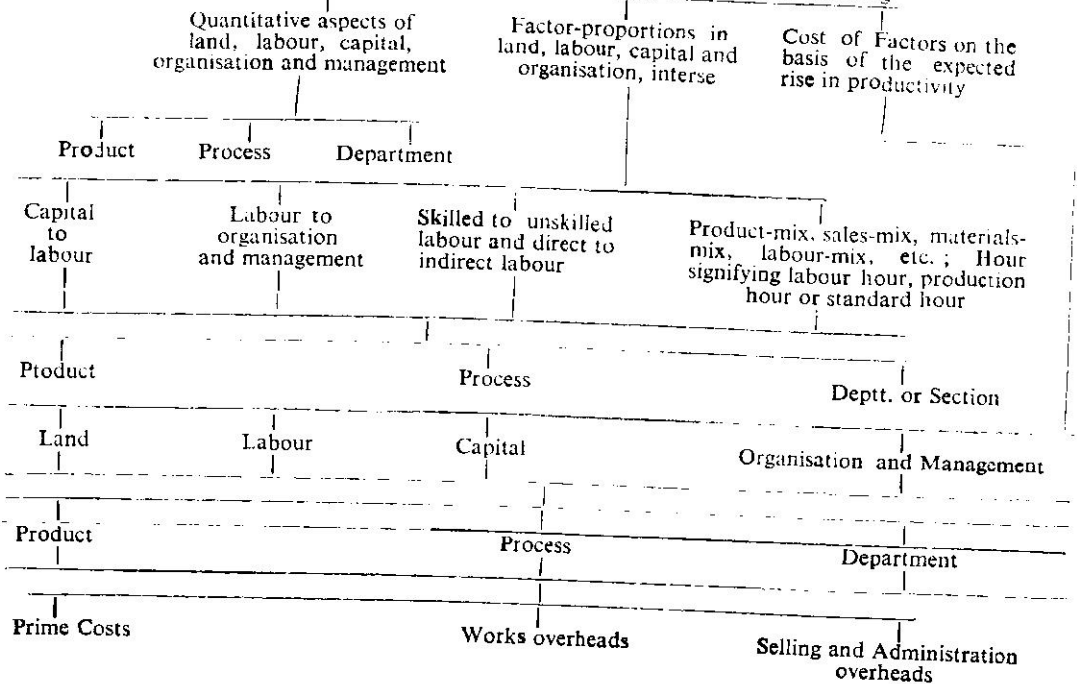 Quantitative aspects of
land, labour, capital,
organisation and management
Factor-proportions in
land, labour, capital and
organisation, interse
Cost of Factors on the
basis of the expected
rise in productivity
Product
Process
Department
Capital
to
labour
Labour to
organisation
and management
Skilled to unskilled
labour and direct to
indirect labour
Product-mix, sales-mix, materials-
mix, labour-mix, etc. ; Hour
signifying labour hour, production
hour or standard hour
Ptoduct
Process
Deptt. or Section
Land
Labour
Capital
Organisation and Management
Product
Process
Department
Prime Costs
Works overheads
Selling and Administration
overheads